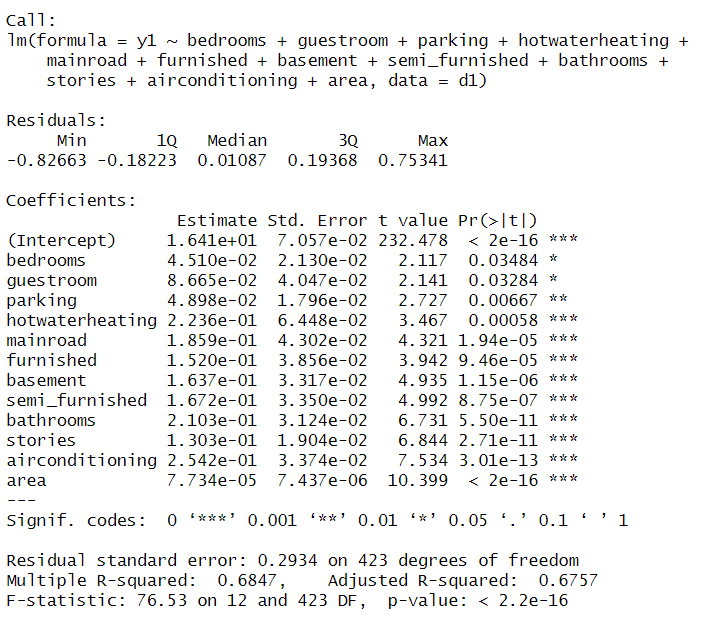 Call:
lm(formula = y1 ~ bedrooms + guestroom + parking + hotwaterheating +
    mainroad + furnished + basement + semi_furnished + bathrooms +
    stories + airconditioning + area, data = d1)

Residuals:
     Min       1Q   Median       3Q      Max
-0.82663 -0.18223  0.01087  0.19368  0.75341

Coefficients:
                 Estimate Std. Error t value Pr(>|t|)
(Intercept)     1.641e+01  7.057e-02 232.478  < 2e-16 ***
bedrooms        4.510e-02  2.130e-02   2.117  0.03484 *
guestroom       8.665e-02  4.047e-02   2.141  0.03284 *
parking         4.898e-02  1.796e-02   2.727  0.00667 **
hotwaterheating 2.236e-01  6.448e-02   3.467  0.00058 ***
mainroad        1.859e-01  4.302e-02   4.321 1.94e-05 ***
furnished       1.520e-01  3.856e-02   3.942 9.46e-05 ***
basement        1.637e-01  3.317e-02   4.935 1.15e-06 ***
semi_furnished  1.672e-01  3.350e-02   4.992 8.75e-07 ***
bathrooms       2.103e-01  3.124e-02   6.731 5.50e-11 ***
stories         1.303e-01  1.904e-02   6.844 2.71e-11 ***
airconditioning 2.542e-01  3.374e-02   7.534 3.01e-13 ***
area            7.734e-05  7.437e-06  10.399  < 2e-16 ***
---
Signif. codes:  0 ‘***’ 0.001 ‘**’ 0.01 ‘*’ 0.05 ‘.’ 0.1 ‘ ’ 1

Residual standard error: 0.2934 on 423 degrees of freedom
Multiple R-squared:  0.6847,    Adjusted R-squared:  0.6757
F-statistic: 76.53 on 12 and 423 DF,  p-value: < 2.2e-16